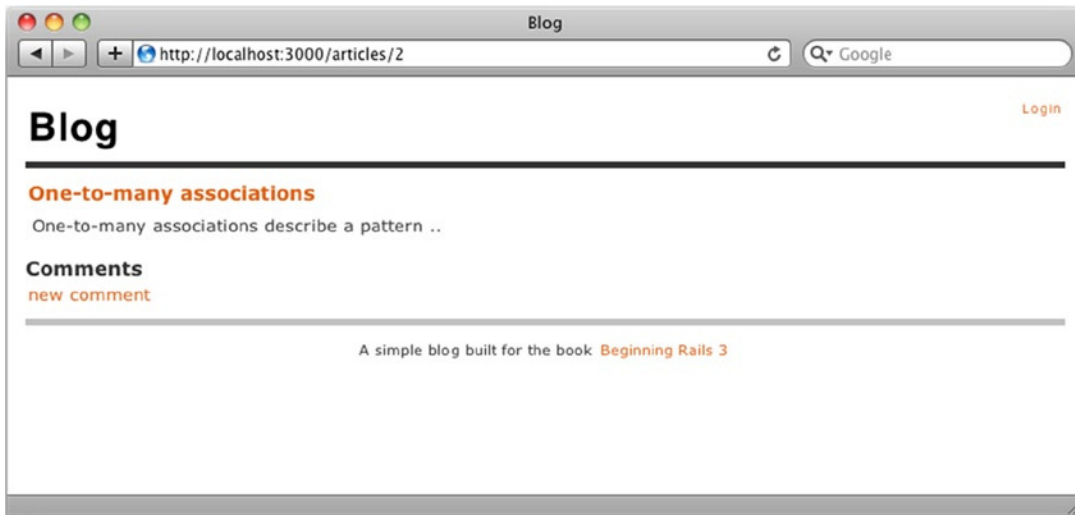 Blog
http://localhost:3000/articles/2
Google
Login
Blog
One-to-many associations
One-to-many associations describe a pattern ..
Comments
new comment
A simple blog built for the book Beginning Rails 3